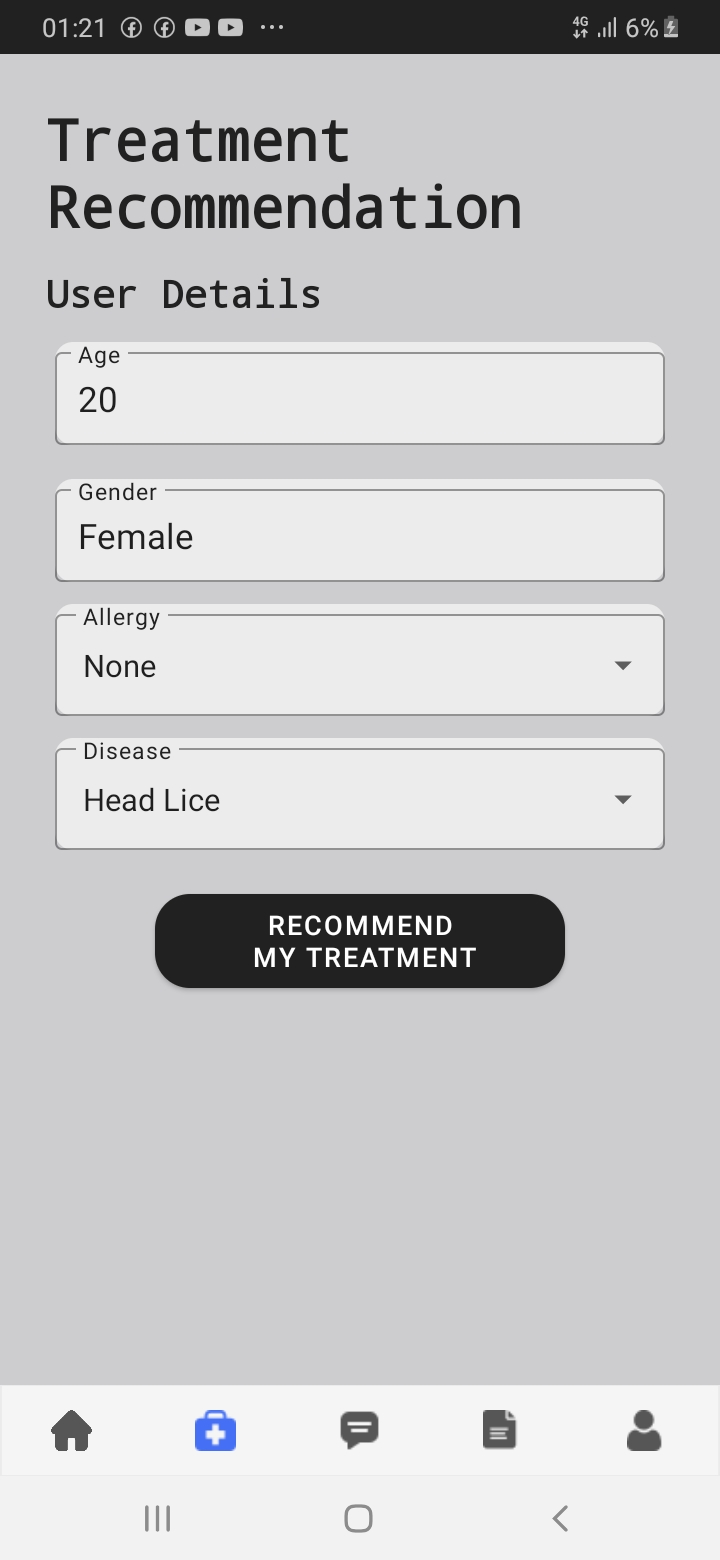 01:21 4G 6%
Treatment
Recommendation
User Details
Age
20
Gender
Female
Allergy
None
Disease
Head Lice
RECOMMEND
MY TREATMENT